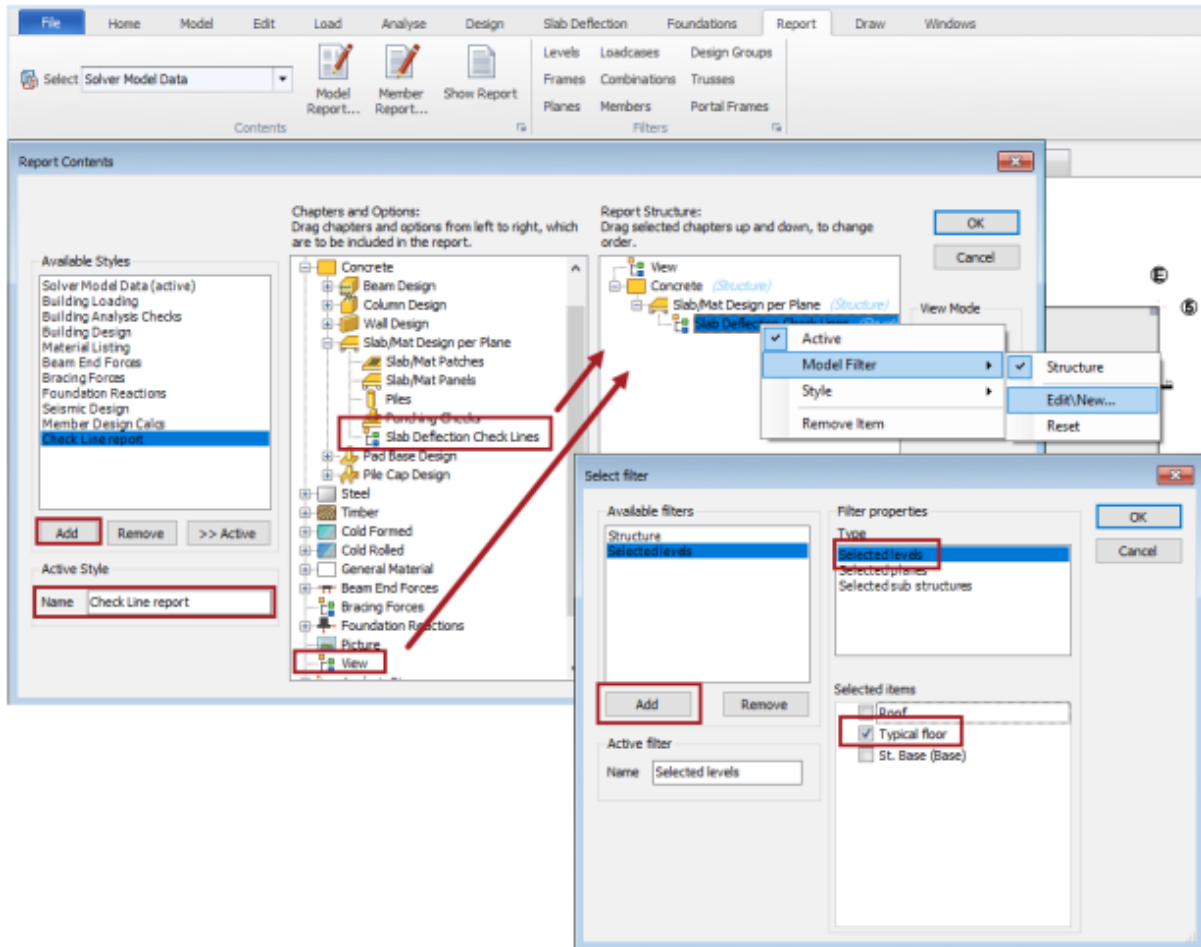 File Home Model Edit Load Analyse Design Slab Deflection Foundations Report Draw Windows
Select Solver Model Data
Model Report...
Member Report...
Show Report
Levels Loadcases Design Groups
Frames Combinations Trusses
Planes Members Portal Frames
Contents
Filters
Report Contents
Available Styles
Solver Model Data (active)
Building Loading
Building Analysis Checks
Building Design
Material Listing
Beam End Forces
Bracing Forces
Foundation Reactions
Seismic Design
Member Design Calcs
Check Line report
Add Remove >> Active
Active Style
Name Check Line report
Chapters and Options:
Drag chapters and options from left to right, which
are to be included in the report.
Concrete
Beam Design
Column Design
Wall Design
Slab/Mat Design per Plane
Slab/Mat Patches
Slab/Mat Panels
Piles
Punching Checks
Slab Deflection Check Lines
Pad Base Design
Pile Cap Design
Steel
Timber
Cold Formed
Cold Rolled
General Material
Beam End Forces
Bracing Forces
Foundation Reactions
Picture
View
Report Structure:
Drag selected chapters up and down, to change
order.
View
Concrete (Structure)
Slab/Mat Design per Plane (Structure)
Slab Deflection Check Lines
OK
Cancel
View Mode
Active
Model Filter
Style
Remove Item
Structure
Edit\New...
Reset
E
5
Select filter
Available filters
Structure
Selected levels
Add Remove
Active filter
Name Selected levels
Filter properties
Type
Selected levels
Selected planes
Selected sub structures
Selected items
Roof
Typical floor
St. Base (Base)
OK
Cancel